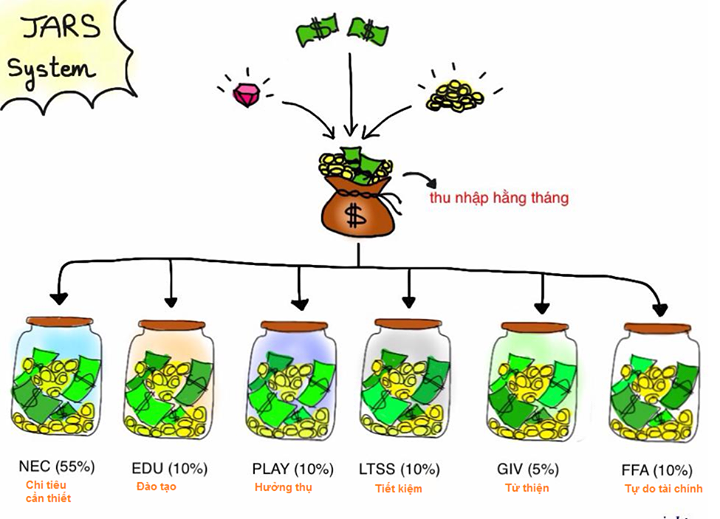 JARS
System
thu nhập hằng tháng
NEC (55%)
Chi tiêu
cần thiết
EDU (10%)
Đào tạo
PLAY (10%)
Hưởng thụ
LTSS (10%)
Tiết kiệm
GIV (5%)
Từ thiện
FFA (10%)
Tự do tài chính